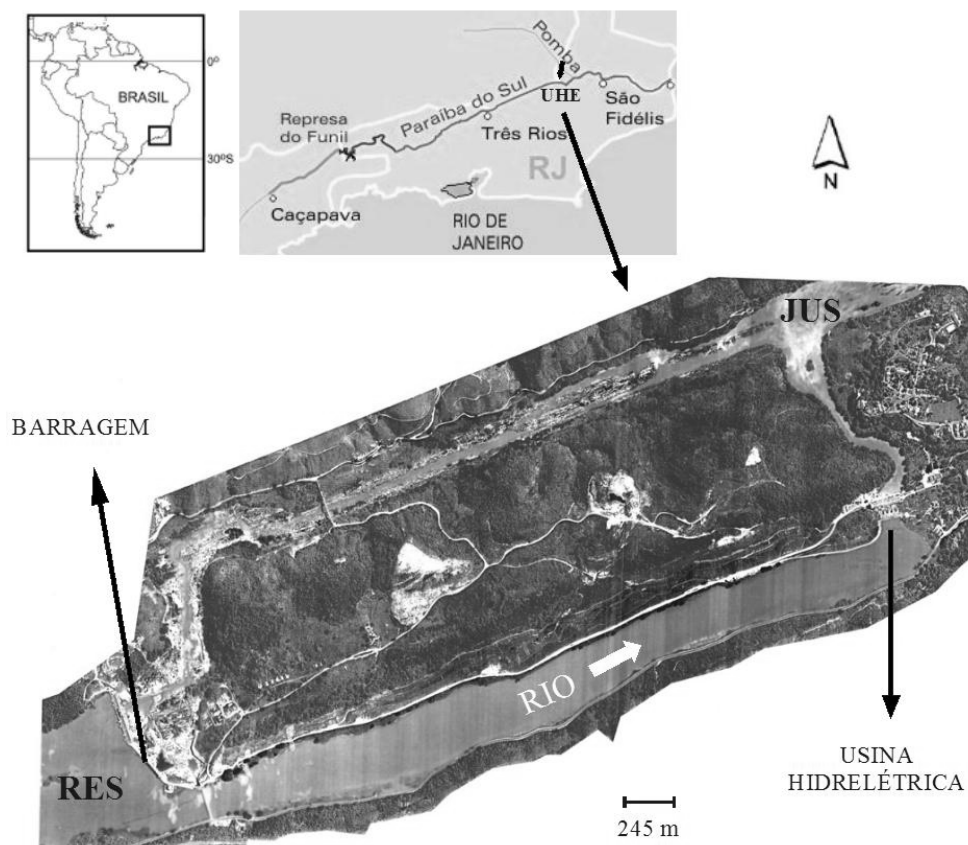 BRASIL
0º
30ºS
Pomba
Paraíba do Sul
UHE
São
Fidélis
Represa
do Funil
Três Rios
RJ
Caçapava
RIO DE
JANEIRO
N
JUS
BARRAGEM
RIO
RES
USINA
HIDRELÉTRICA
245 m